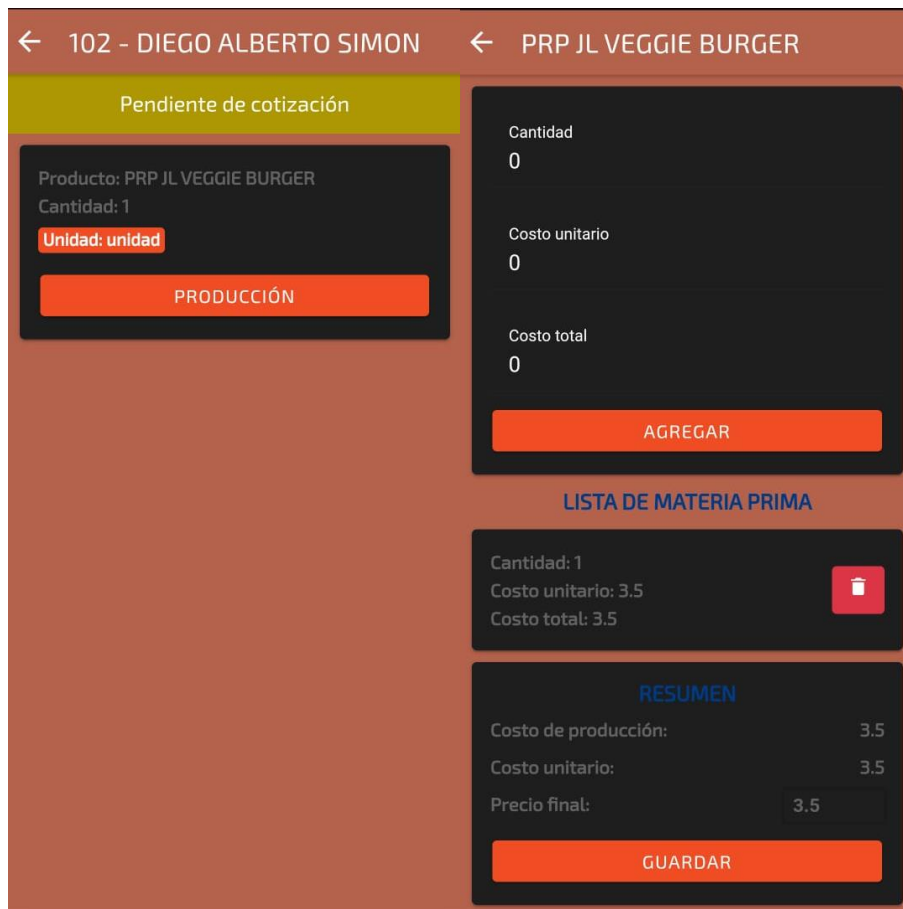 102 - DIEGO ALBERTO SIMON
Pendiente de cotización
Producto: PRP JL VEGGIE BURGER
Cantidad: 1
Unidad: unidad
PRODUCCIÓN
PRP JL VEGGIE BURGER
Cantidad
0
Costo unitario
0
Costo total
0
AGREGAR
LISTA DE MATERIA PRIMA
Cantidad: 1
Costo unitario: 3.5
Costo total: 3.5
RESUMEN
Costo de producción: 3.5
Costo unitario: 3.5
Precio final: 3.5
GUARDAR